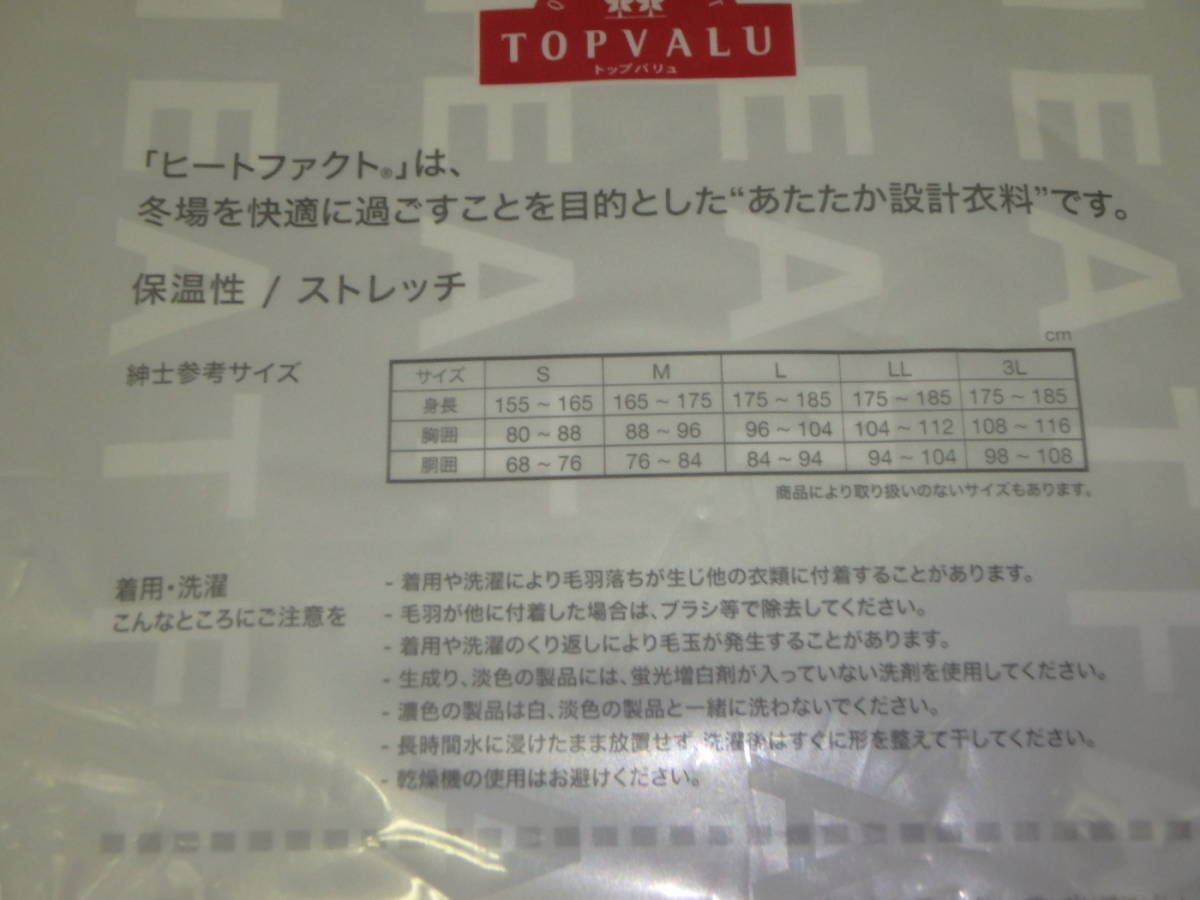 TOPVALU
トップバリュ
「ヒートファクト®」は、
冬場を快適に過ごすことを目的とした“あたたか設計衣料”です。
保温性 / ストレッチ
cm
紳士参考サイズ
サイズ S M L LL 3L
身長 155 ~ 165 165 ~ 175 175 ~ 185 175 ~ 185 175 ~ 185
胸囲 80 ~ 88 88 ~ 96 96 ~ 104 104 ~ 112 108 ~ 116
胴囲 68 ~ 76 76 ~ 84 84 ~ 94 94 ~ 104 98 ~ 108
商品により取り扱いのないサイズもあります。
着用・洗濯
こんなところにご注意を
- 着用や洗濯により毛羽落ちが生じ他の衣類に付着することがあります。
- 毛羽が他に付着した場合は、ブラシ等で除去してください。
- 着用や洗濯のくり返しにより毛玉が発生することがあります。
- 生成り、淡色の製品には、蛍光増白剤が入っていない洗剤を使用してください。
- 濃色の製品は白、淡色の製品と一緒に洗わないでください。
- 長時間水に浸けたまま放置せず、洗濯後はすぐに形を整えて干してください。
- 乾燥機の使用はお避けください。